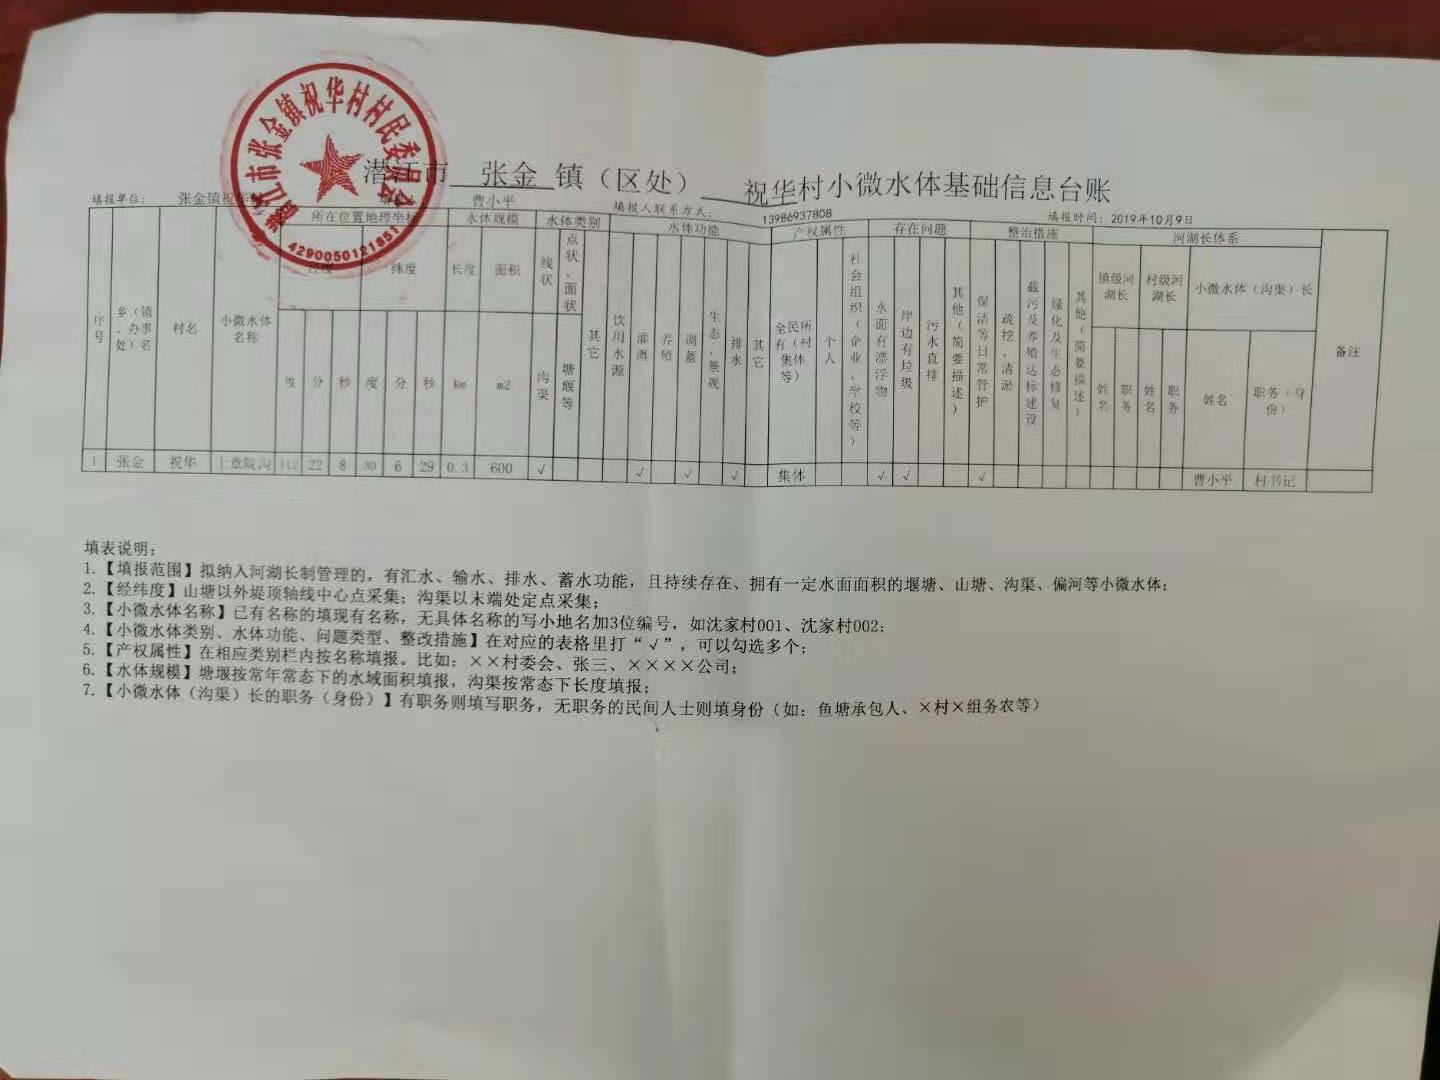 潜江市张金镇祝华村村民委员会
4290050121851
潜江市 张金 镇（区处） 祝华村小微水体基础信息台账
填报单位： 张金镇祝华村 曹小平 填报人联系方式： 13986937808 填报时间：2019年10月9日
所在位置地理坐标 水体规模 水体类别 水体功能 产权属性 存在问题 整治措施 河湖长体系
序号 乡（镇、办事处）名 村名 小微水体名称 经度 纬度 长度 面积 线状 点状、面状 其它 饮用水源 灌溉 养殖 调蓄 生态、景观 排水 其它 全民所有（村集体等） 个人 社会组织（企业、学校等） 水面有漂浮物 岸边有垃圾 污水直排 其他（简要描述） 保洁等日常管护 疏挖、清淤 截污及养殖达标建设 绿化及生态修复 其他（简要描述） 镇级河湖长 村级河湖长 小微水体（沟渠）长 备注
度 分 秒 度 分 秒 km m2 沟渠 塘堰等 姓名 职务 姓名 职务 姓名 职务（身份）
1 张金 祝华 112 22 8 30 6 29 0.3 600 √ √ √ √ 集体 √ √ √ 曹小平 村书记
填表说明：
1.【填报范围】拟纳入河湖长制管理的，有汇水、输水、排水、蓄水功能，且持续存在、拥有一定水面面积的堰塘、山塘、沟渠、偏河等小微水体；
2.【经纬度】山塘以外堤顶轴线中心点采集；沟渠以末端处定点采集；
3.【小微水体名称】已有名称的填现有名称，无具体名称的写小地名加3位编号，如沈家村001、沈家村002；
4.【小微水体类别、水体功能、问题类型、整改措施】在对应的表格里打“√”，可以勾选多个；
5.【产权属性】在相应类别栏内按名称填报。比如：××村委会、张三、××××公司；
6.【水体规模】塘堰按常年常态下的水域面积填报，沟渠按常态下长度填报；
7.【小微水体（沟渠）长的职务（身份）】有职务则填写职务，无职务的民间人士则填身份（如：鱼塘承包人、×村×组务农等）